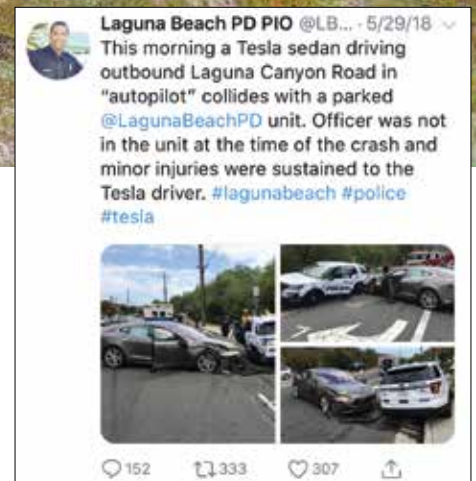 Laguna Beach PD PIO @LB... · 5/29/18
This morning a Tesla sedan driving
outbound Laguna Canyon Road in
“autopilot” collides with a parked
@LagunaBeachPD unit. Officer was not
in the unit at the time of the crash and
minor injuries were sustained to the
Tesla driver. #lagunabeach #police
#tesla
POLICE
152 333 307